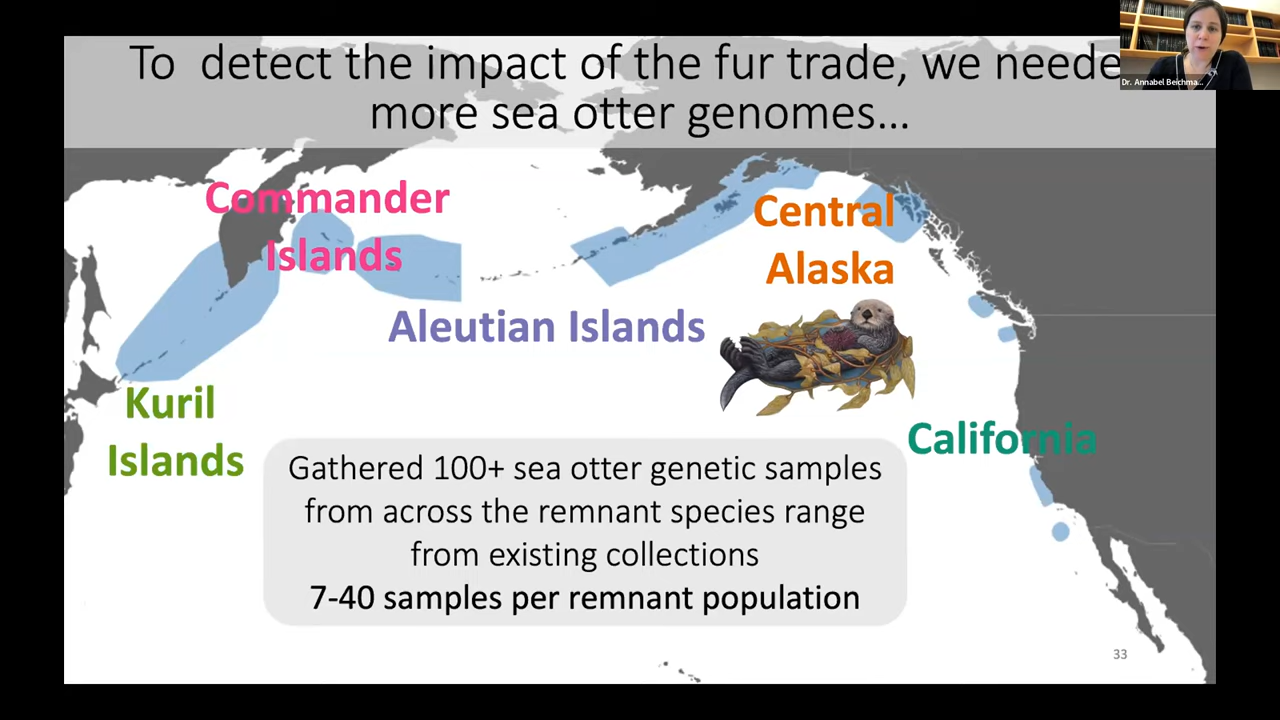 To detect the impact of the fur trade, we neede
more sea otter genomes...
Dr. Annabel Beichma...
Commander
Islands
Central
Alaska
Aleutian Islands
Kuril
Islands
California
Gathered 100+ sea otter genetic samples
from across the remnant species range
from existing collections
7-40 samples per remnant population
33